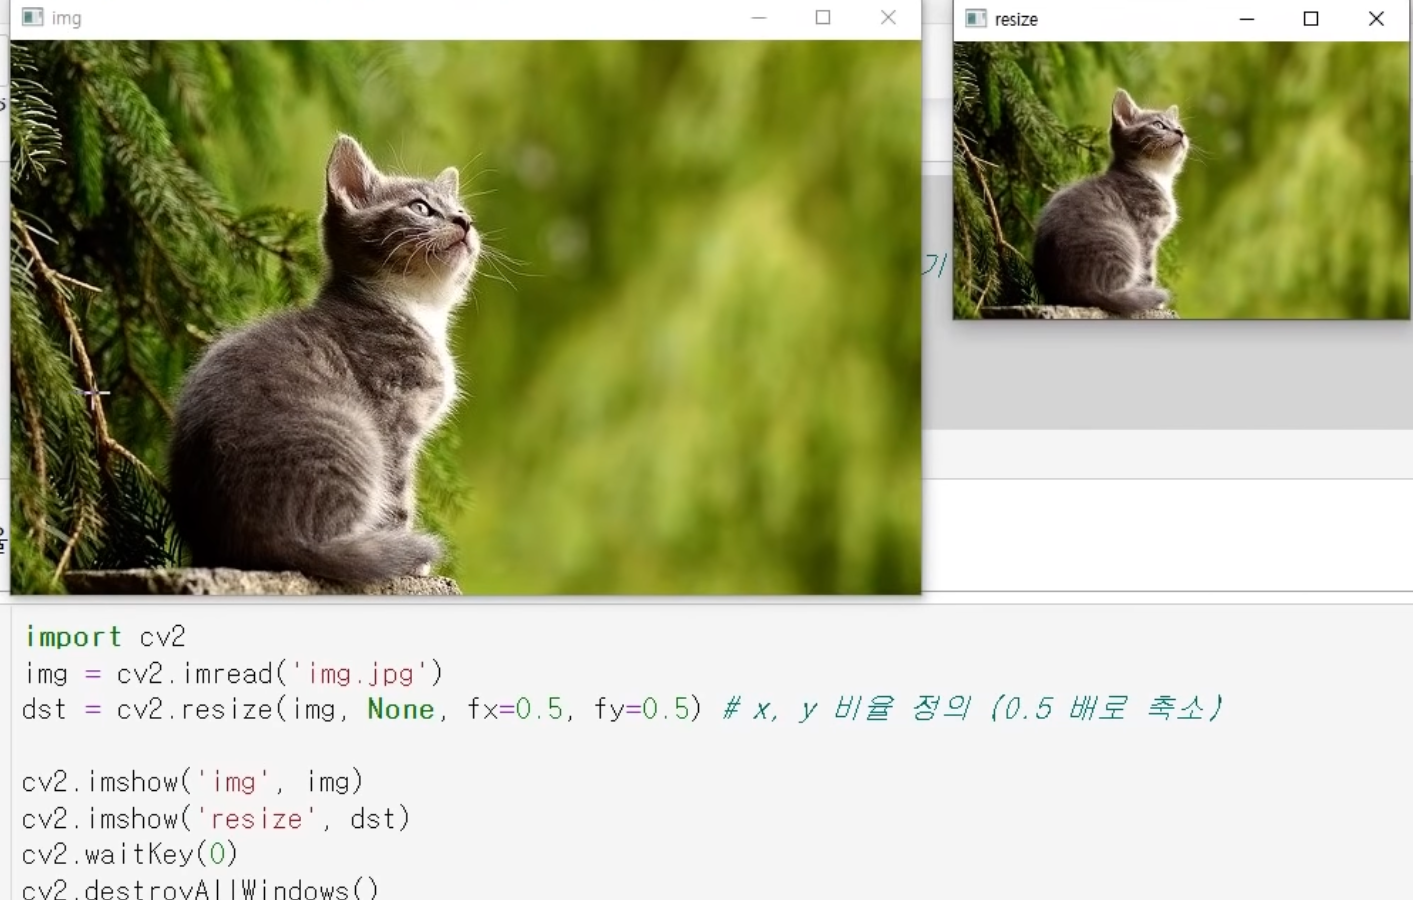 img
resize
기
import cv2
img = cv2.imread('img.jpg')
dst = cv2.resize(img, None, fx=0.5, fy=0.5) # x, y 비율 정의 (0.5 배로 축소)
cv2.imshow('img', img)
cv2.imshow('resize', dst)
cv2.waitKey(0)
cv2.destroyAllWindows()